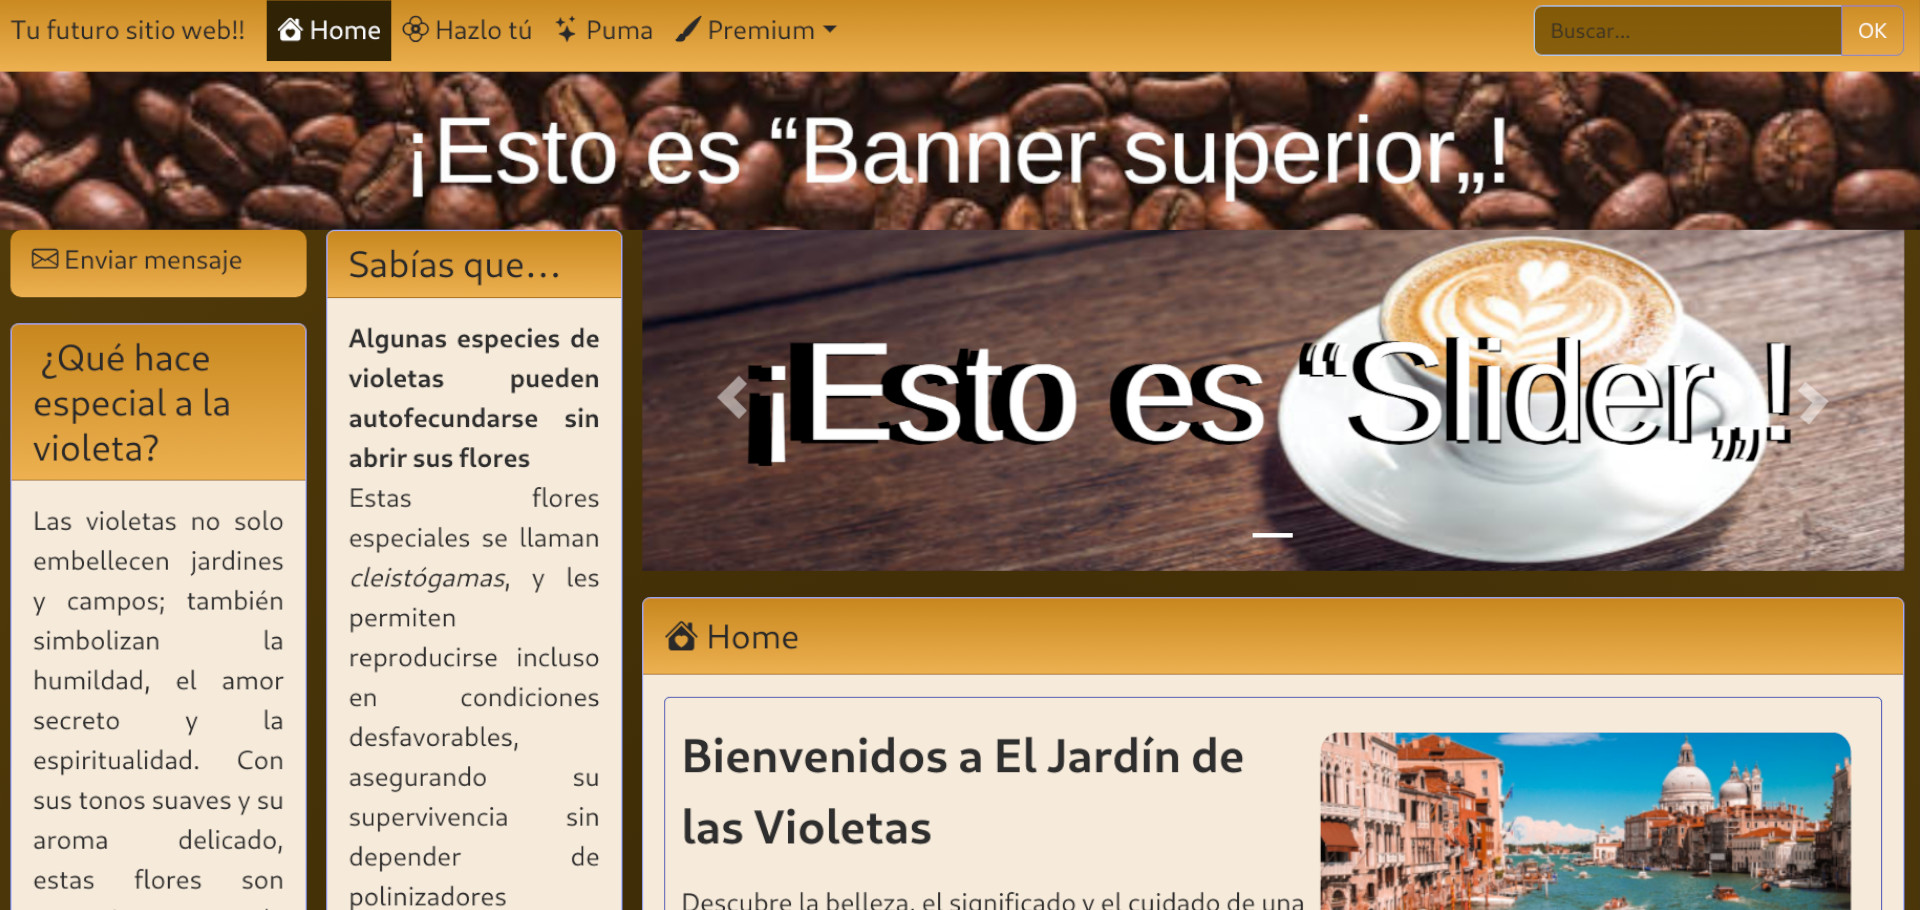 Tu futuro sitio web!! Home Hazlo tú Puma Premium Buscar... OK
¡Esto es “Banner superior„!
Enviar mensaje
¿Qué hace
especial a la
violeta?
Las violetas no solo
embellecen jardines
y campos; también
simbolizan la
humildad, el amor
secreto y la
espiritualidad. Con
sus tonos suaves y su
aroma delicado,
estas flores son
Sabías que...
Algunas especies de
violetas pueden
autofecundarse sin
abrir sus flores
Estas flores
especiales se llaman
cleistógamas, y les
permiten
reproducirse incluso
en condiciones
desfavorables,
asegurando su
supervivencia sin
depender de
polinizadores
¡Esto es “Slider„!
Home
Bienvenidos a El Jardín de
las Violetas
Descubre la belleza, el significado y el cuidado de una